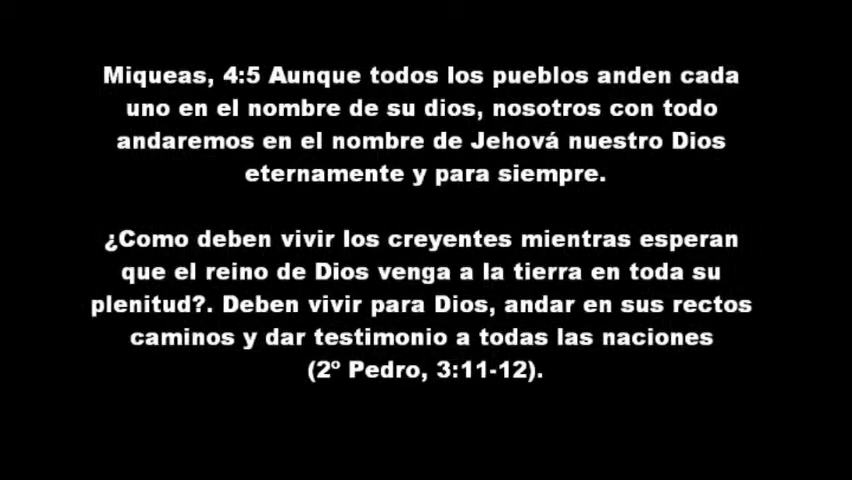 Miqueas, 4:5 Aunque todos los pueblos anden cada
uno en el nombre de su dios, nosotros con todo
andaremos en el nombre de Jehová nuestro Dios
eternamente y para siempre.
¿Como deben vivir los creyentes mientras esperan
que el reino de Dios venga a la tierra en toda su
plenitud?. Deben vivir para Dios, andar en sus rectos
caminos y dar testimonio a todas las naciones
(2º Pedro, 3:11-12).